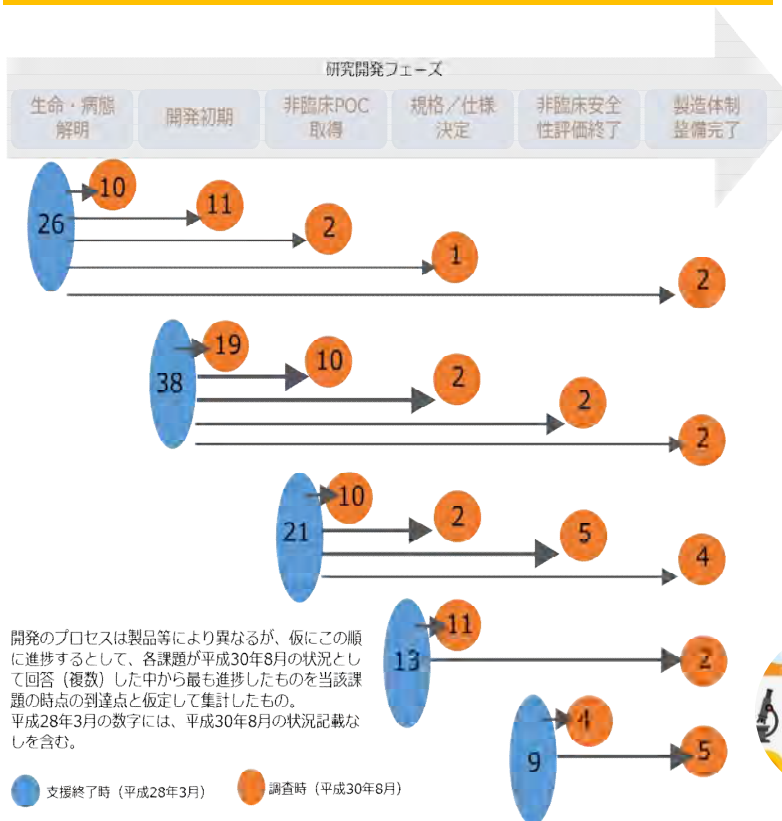 研究開発フェーズ
生命・病態
解明
開発初期
非臨床POC
取得
規格／仕様
決定
非臨床安全
性評価終了
製造体制
整備完了
26
10
11
2
1
2
38
19
10
2
2
2
21
10
2
5
4
13
11
2
9
4
5
開発のプロセスは製品等により異なるが、仮にこの順
に進捗するとして、各課題が平成30年8月の状況とし
て回答（複数）した中から最も進捗したものを当該課
題の時点の到達点と仮定して集計したもの。
平成28年3月の数字には、平成30年8月の状況記載な
しを含む。
支援終了時（平成28年3月）
調査時（平成30年8月）